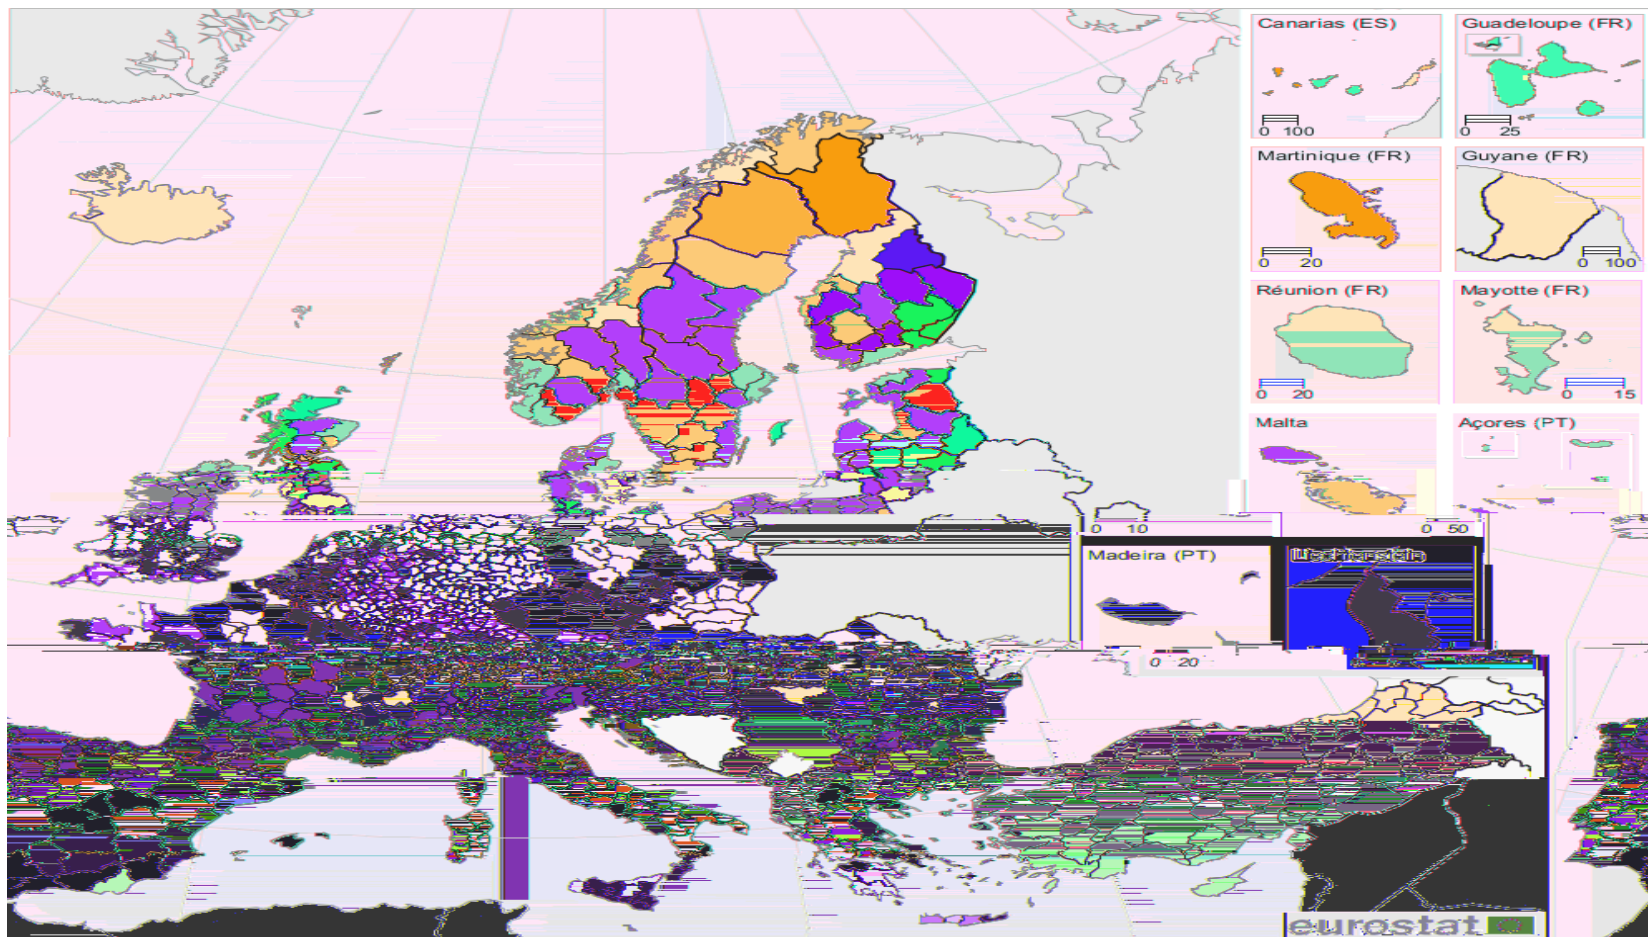 Canarias (ES)
0 100
Guadeloupe (FR)
0 25
Martinique (FR)
0 20
Guyane (FR)
0 100
Réunion (FR)
0 20
Mayotte (FR)
0 15
Malta
0 10
Açores (PT)
0 50
Madeira (PT)
0 20
Liechtenstein
eurostat